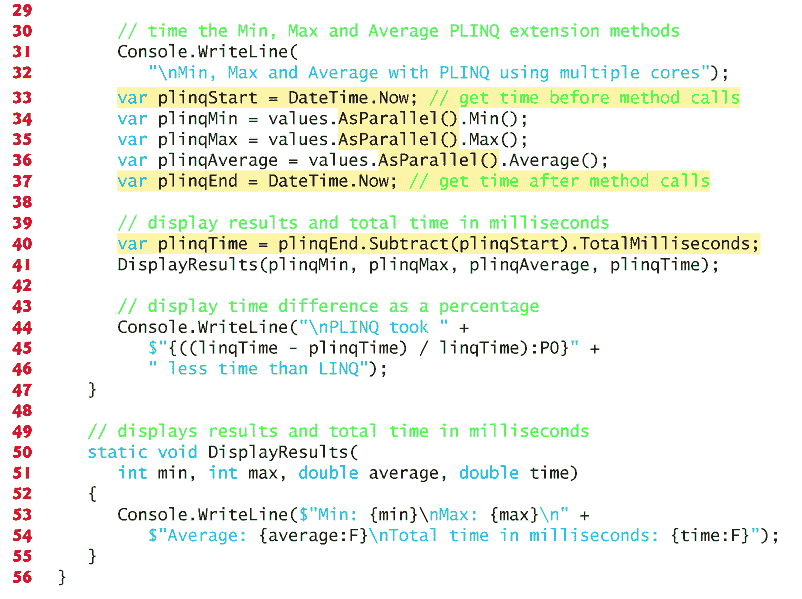 29
30 // time the Min, Max and Average PLINQ extension methods
31 Console.WriteLine(
32 "\nMin, Max and Average with PLINQ using multiple cores");
33 var plinqStart = DateTime.Now; // get time before method calls
34 var plinqMin = values.AsParallel().Min();
35 var plinqMax = values.AsParallel().Max();
36 var plinqAverage = values.AsParallel().Average();
37 var plinqEnd = DateTime.Now; // get time after method calls
38
39 // display results and total time in milliseconds
40 var plinqTime = plinqEnd.Subtract(plinqStart).TotalMilliseconds;
41 DisplayResults(plinqMin, plinqMax, plinqAverage, plinqTime);
42
43 // display time difference as a percentage
44 Console.WriteLine("\nPLINQ took " +
45 $"{((linqTime - plinqTime) / linqTime):P0}" +
46 " less time than LINQ");
47 }
48
49 // displays results and total time in milliseconds
50 static void DisplayResults(
51 int min, int max, double average, double time)
52 {
53 Console.WriteLine($"Min: {min}\nMax: {max}\n" +
54 $"Average: {average:F}\nTotal time in milliseconds: {time:F}");
55 }
56 }